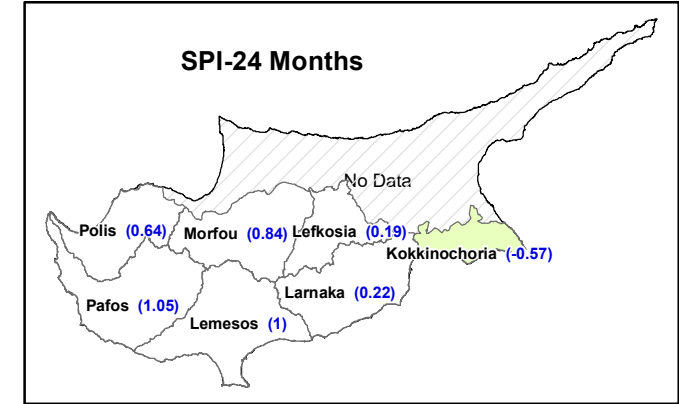 SPI-24 Months
No Data
Polis (0.64)
Morfou (0.84)
Lefkosia (0.19)
Kokkinochoria (-0.57)
Pafos (1.05)
Larnaka (0.22)
Lemesos (1)